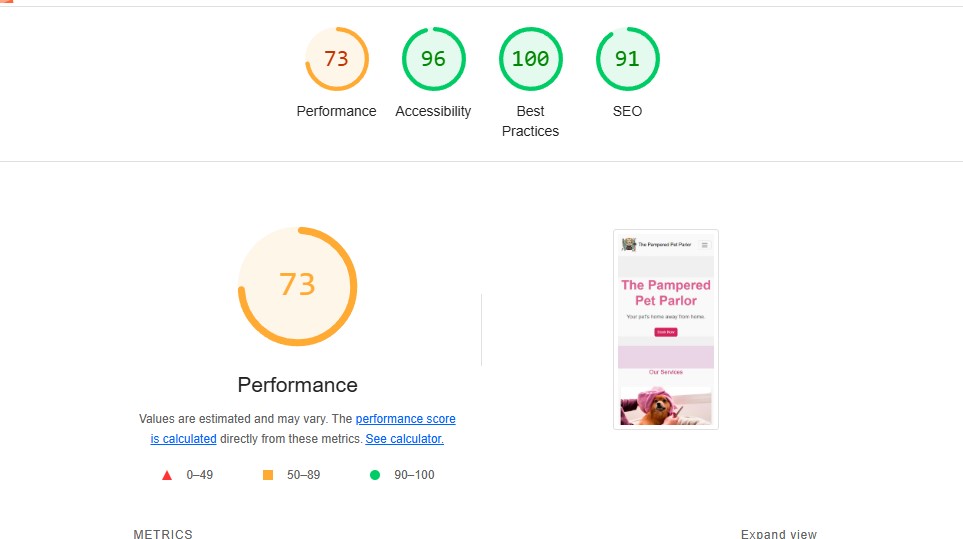 73
96
100
91
Performance
Accessibility
Best
Practices
SEO
73
Performance
Values are estimated and may vary. The performance score
is calculated directly from these metrics. See calculator.
0–49
50–89
90–100
The Pampered Pet Parlor
The Pampered
Pet Parlor
Your pet's home away from home.
Book Now
Our Services
METRICS
Expand view